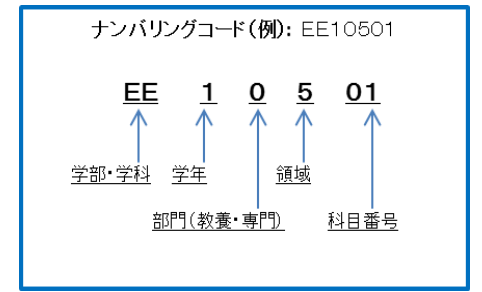 ナンバリングコード(例): EE10501
EE 1 0 5 01
学部・学科 学年 領域
部門(教養・専門) 科目番号